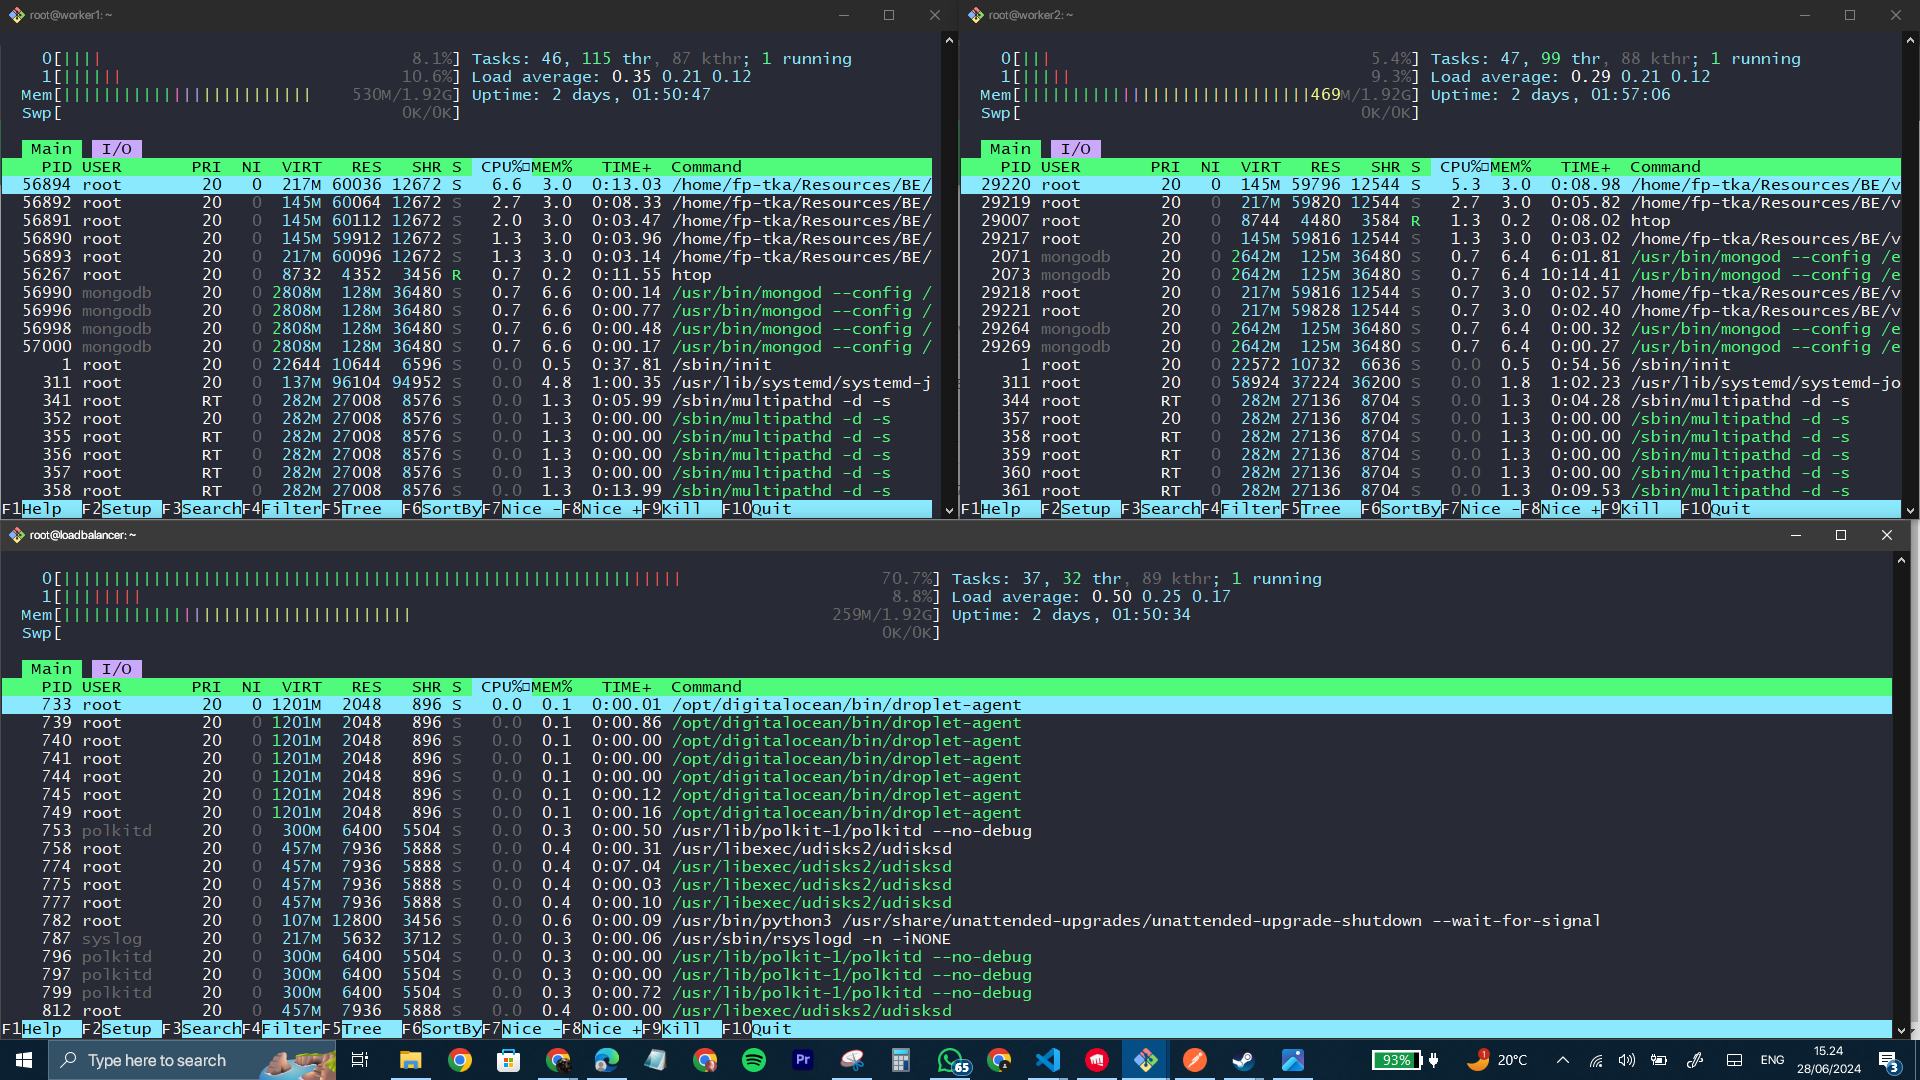 root@worker1: ~
0[|||| 8.1%] Tasks: 46, 115 thr, 87 kthr; 1 running
1[|||||| 10.6%] Load average: 0.35 0.21 0.12
Mem[||||||||||||||||||||||||| 530M/1.92G] Uptime: 2 days, 01:50:47
Swp[ 0K/0K]
Main I/O
PID USER PRI NI VIRT RES SHR S CPU%□MEM% TIME+ Command
56894 root 20 0 217M 60036 12672 S 6.6 3.0 0:13.03 /home/fp-tka/Resources/BE/
56892 root 20 0 145M 60064 12672 S 2.7 3.0 0:08.33 /home/fp-tka/Resources/BE/
56891 root 20 0 145M 60112 12672 S 2.0 3.0 0:03.47 /home/fp-tka/Resources/BE/
56890 root 20 0 145M 59912 12672 S 1.3 3.0 0:03.96 /home/fp-tka/Resources/BE/
56893 root 20 0 217M 60096 12672 S 1.3 3.0 0:03.14 /home/fp-tka/Resources/BE/
56267 root 20 0 8732 4352 3456 R 0.7 0.2 0:11.55 htop
56990 mongodb 20 0 2808M 128M 36480 S 0.7 6.6 0:00.14 /usr/bin/mongod --config /
56996 mongodb 20 0 2808M 128M 36480 S 0.7 6.6 0:00.77 /usr/bin/mongod --config /
56998 mongodb 20 0 2808M 128M 36480 S 0.7 6.6 0:00.48 /usr/bin/mongod --config /
57000 mongodb 20 0 2808M 128M 36480 S 0.7 6.6 0:00.17 /usr/bin/mongod --config /
1 root 20 0 22644 10644 6596 S 0.0 0.5 0:37.81 /sbin/init
311 root 20 0 137M 96104 94952 S 0.0 4.8 1:00.35 /usr/lib/systemd/systemd-j
341 root RT 0 282M 27008 8576 S 0.0 1.3 0:05.99 /sbin/multipathd -d -s
352 root 20 0 282M 27008 8576 S 0.0 1.3 0:00.00 /sbin/multipathd -d -s
355 root RT 0 282M 27008 8576 S 0.0 1.3 0:00.00 /sbin/multipathd -d -s
356 root RT 0 282M 27008 8576 S 0.0 1.3 0:00.00 /sbin/multipathd -d -s
357 root RT 0 282M 27008 8576 S 0.0 1.3 0:00.00 /sbin/multipathd -d -s
358 root RT 0 282M 27008 8576 S 0.0 1.3 0:13.99 /sbin/multipathd -d -s
F1Help F2Setup F3SearchF4FilterF5Tree F6SortByF7Nice -F8Nice +F9Kill F10Quit
root@worker2: ~
0[||| 5.4%] Tasks: 47, 99 thr, 88 kthr; 1 running
1[||||| 9.3%] Load average: 0.29 0.21 0.12
Mem[|||||||||||||||||||||||||||||469M/1.92G] Uptime: 2 days, 01:57:06
Swp[ 0K/0K]
Main I/O
PID USER PRI NI VIRT RES SHR S CPU%□MEM% TIME+ Command
29220 root 20 0 145M 59796 12544 S 5.3 3.0 0:08.98 /home/fp-tka/Resources/BE/v
29219 root 20 0 217M 59820 12544 S 2.7 3.0 0:05.82 /home/fp-tka/Resources/BE/v
29007 root 20 0 8744 4480 3584 R 1.3 0.2 0:08.02 htop
29217 root 20 0 145M 59816 12544 S 1.3 3.0 0:03.02 /home/fp-tka/Resources/BE/v
2071 mongodb 20 0 2642M 125M 36480 S 0.7 6.4 6:01.81 /usr/bin/mongod --config /e
2073 mongodb 20 0 2642M 125M 36480 S 0.7 6.4 10:14.41 /usr/bin/mongod --config /e
29218 root 20 0 217M 59816 12544 S 0.7 3.0 0:02.57 /home/fp-tka/Resources/BE/v
29221 root 20 0 217M 59828 12544 S 0.7 3.0 0:02.40 /home/fp-tka/Resources/BE/v
29264 mongodb 20 0 2642M 125M 36480 S 0.7 6.4 0:00.32 /usr/bin/mongod --config /e
29269 mongodb 20 0 2642M 125M 36480 S 0.7 6.4 0:00.27 /usr/bin/mongod --config /e
1 root 20 0 22572 10732 6636 S 0.0 0.5 0:54.56 /sbin/init
311 root 20 0 58924 37224 36200 S 0.0 1.8 1:02.23 /usr/lib/systemd/systemd-jo
344 root RT 0 282M 27136 8704 S 0.0 1.3 0:04.28 /sbin/multipathd -d -s
357 root 20 0 282M 27136 8704 S 0.0 1.3 0:00.00 /sbin/multipathd -d -s
358 root RT 0 282M 27136 8704 S 0.0 1.3 0:00.00 /sbin/multipathd -d -s
359 root RT 0 282M 27136 8704 S 0.0 1.3 0:00.00 /sbin/multipathd -d -s
360 root RT 0 282M 27136 8704 S 0.0 1.3 0:00.00 /sbin/multipathd -d -s
361 root RT 0 282M 27136 8704 S 0.0 1.3 0:09.53 /sbin/multipathd -d -s
F1Help F2Setup F3SearchF4FilterF5Tree F6SortByF7Nice -F8Nice +F9Kill F10Quit
root@loadbalancer: ~
0[|||||||||||||||||||||||||||||||||||||||||||||||||||||||||||||| 70.7%] Tasks: 37, 32 thr, 89 kthr; 1 running
1[|||||||| 8.8%] Load average: 0.50 0.25 0.17
Mem[||||||||||||||||||||||||||||||||||| 259M/1.92G] Uptime: 2 days, 01:50:34
Swp[ 0K/0K]
Main I/O
PID USER PRI NI VIRT RES SHR S CPU%□MEM% TIME+ Command
733 root 20 0 1201M 2048 896 S 0.0 0.1 0:00.01 /opt/digitalocean/bin/droplet-agent
739 root 20 0 1201M 2048 896 S 0.0 0.1 0:00.86 /opt/digitalocean/bin/droplet-agent
740 root 20 0 1201M 2048 896 S 0.0 0.1 0:00.00 /opt/digitalocean/bin/droplet-agent
741 root 20 0 1201M 2048 896 S 0.0 0.1 0:00.00 /opt/digitalocean/bin/droplet-agent
744 root 20 0 1201M 2048 896 S 0.0 0.1 0:00.00 /opt/digitalocean/bin/droplet-agent
745 root 20 0 1201M 2048 896 S 0.0 0.1 0:00.12 /opt/digitalocean/bin/droplet-agent
749 root 20 0 1201M 2048 896 S 0.0 0.1 0:00.16 /opt/digitalocean/bin/droplet-agent
753 polkitd 20 0 300M 6400 5504 S 0.0 0.3 0:00.50 /usr/lib/polkit-1/polkitd --no-debug
758 root 20 0 457M 7936 5888 S 0.0 0.4 0:00.31 /usr/libexec/udisks2/udisksd
774 root 20 0 457M 7936 5888 S 0.0 0.4 0:07.04 /usr/libexec/udisks2/udisksd
775 root 20 0 457M 7936 5888 S 0.0 0.4 0:00.03 /usr/libexec/udisks2/udisksd
777 root 20 0 457M 7936 5888 S 0.0 0.4 0:00.10 /usr/libexec/udisks2/udisksd
782 root 20 0 107M 12800 3456 S 0.0 0.6 0:00.09 /usr/bin/python3 /usr/share/unattended-upgrades/unattended-upgrade-shutdown --wait-for-signal
787 syslog 20 0 217M 5632 3712 S 0.0 0.3 0:00.06 /usr/sbin/rsyslogd -n -iNONE
796 polkitd 20 0 300M 6400 5504 S 0.0 0.3 0:00.00 /usr/lib/polkit-1/polkitd --no-debug
797 polkitd 20 0 300M 6400 5504 S 0.0 0.3 0:00.00 /usr/lib/polkit-1/polkitd --no-debug
799 polkitd 20 0 300M 6400 5504 S 0.0 0.3 0:00.72 /usr/lib/polkit-1/polkitd --no-debug
812 root 20 0 457M 7936 5888 S 0.0 0.4 0:00.00 /usr/libexec/udisks2/udisksd
F1Help F2Setup F3SearchF4FilterF5Tree F6SortByF7Nice -F8Nice +F9Kill F10Quit
Type here to search
Pr
65
93%
1
20°C
ENG
15.24
28/06/2024
3